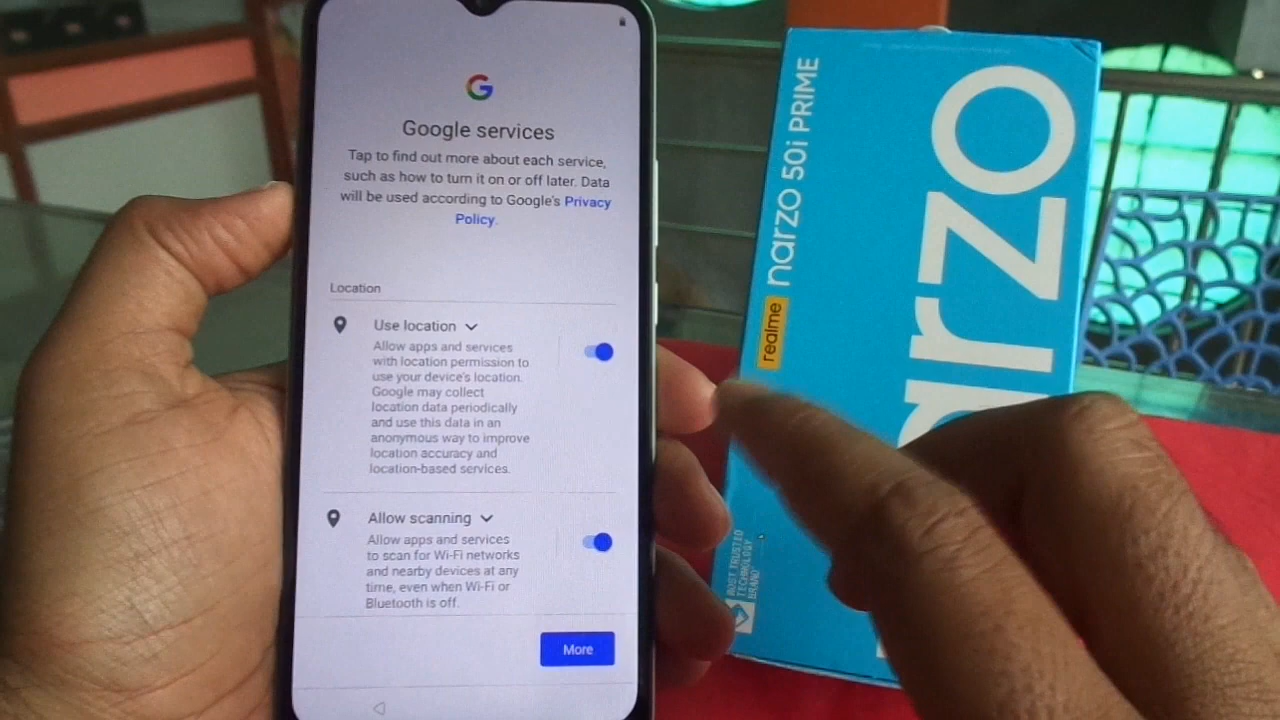 G
Google services
Tap to find out more about each service,
such as how to turn it on or off later. Data
will be used according to Google's Privacy
Policy.
Location
Use location
Allow apps and services
with location permission to
use your device's location.
Google may collect
location data periodically
and use this data in an
anonymous way to improve
location accuracy and
location-based services.
Allow scanning
Allow apps and services
to scan for Wi-Fi networks
and nearby devices at any
time, even when Wi-Fi or
Bluetooth is off.
More
realme narzo 50i PRIME
arzo
MOST TRUSTED
TECHNOLOGY
BRAND